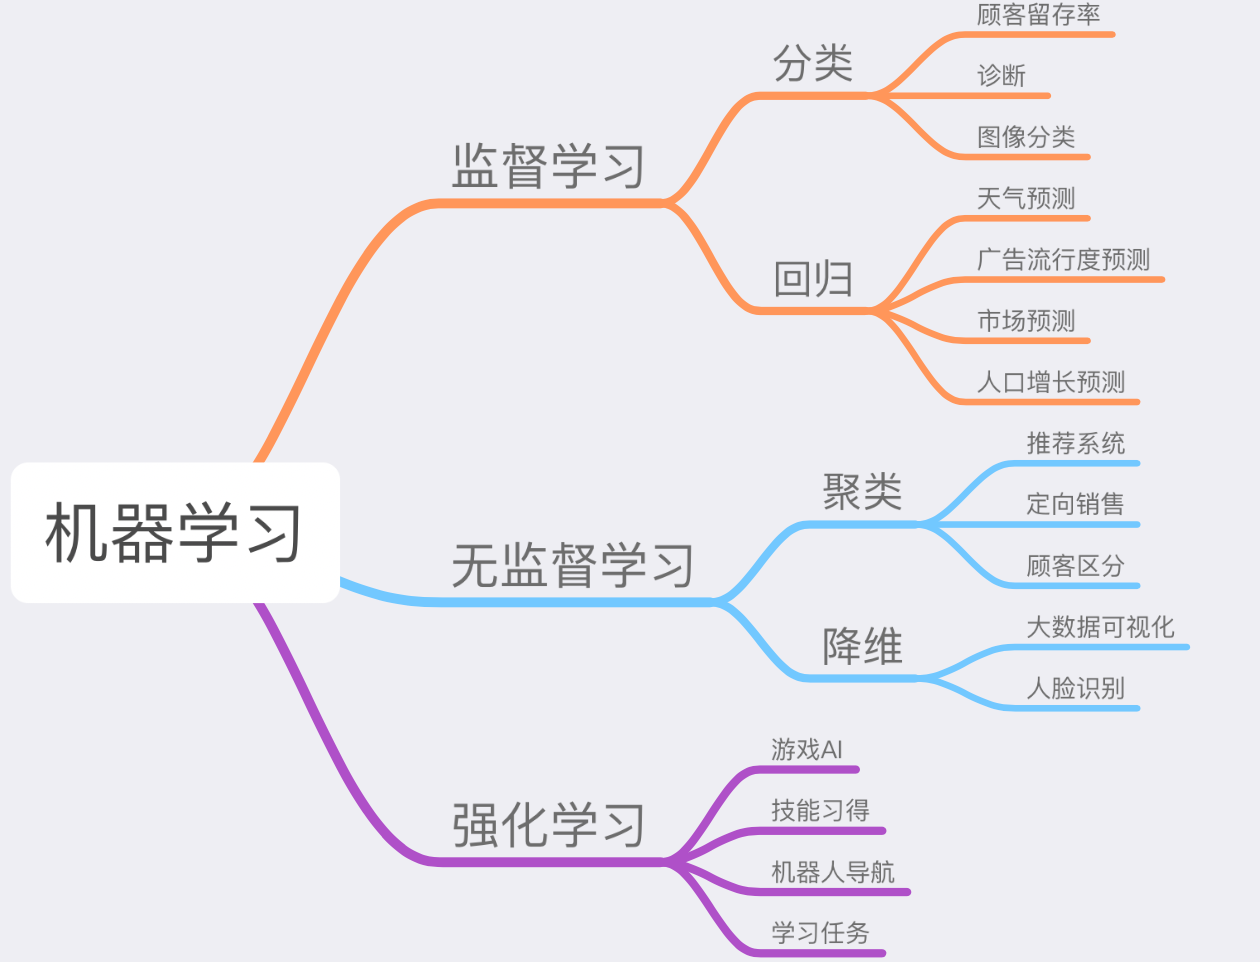 机器学习
监督学习
分类
顾客留存率
诊断
图像分类
回归
天气预测
广告流行度预测
市场预测
人口增长预测
无监督学习
聚类
推荐系统
定向销售
顾客区分
降维
大数据可视化
人脸识别
强化学习
游戏AI
技能习得
机器人导航
学习任务